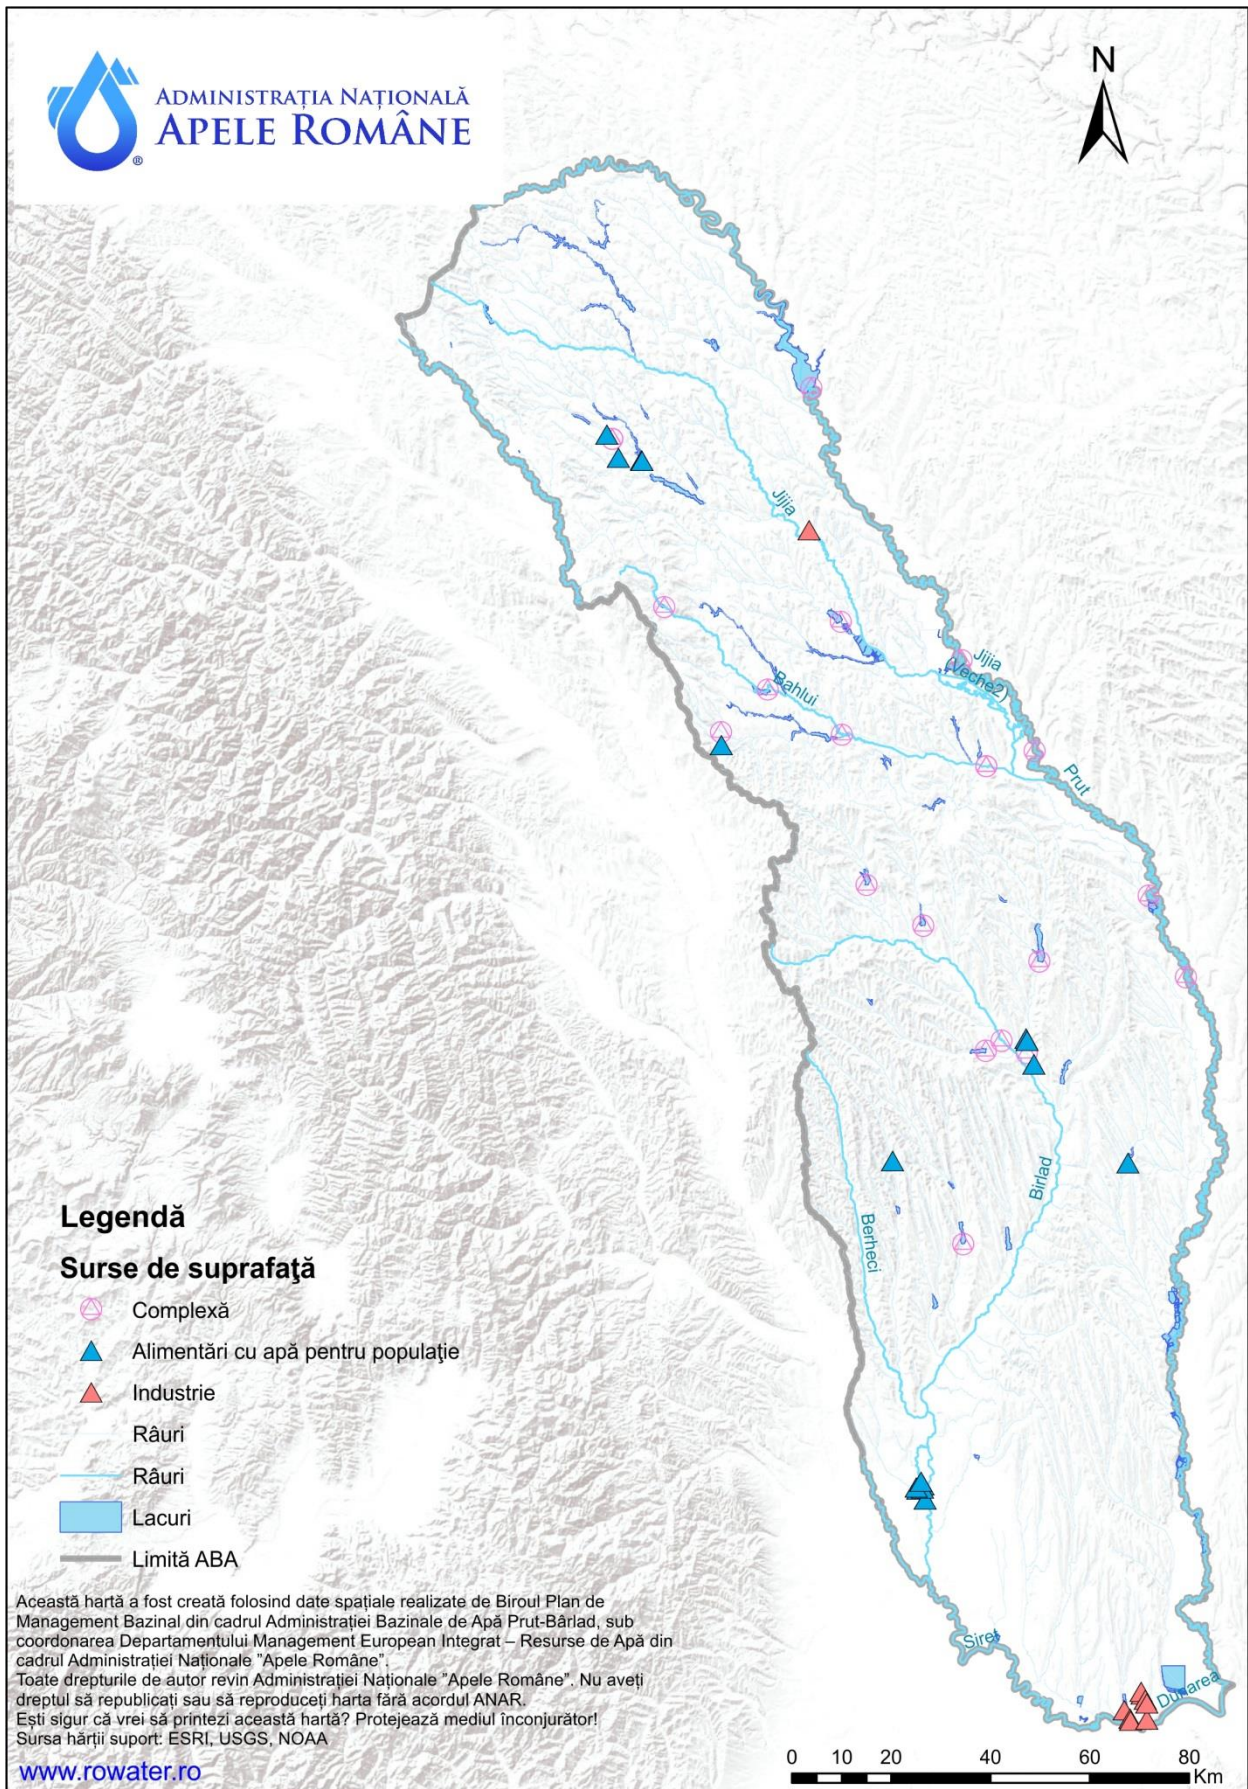 ADMINISTRAȚIA NAȚIONALĂ
APELE ROMÂNE
®
N
Jijia
Jijia
(Veche2)
Bahlui
Prut
Birlad
Berheci
Siret
Dunarea
Legendă
Surse de suprafaţă
Complexă
Alimentări cu apă pentru populaţie
Industrie
Râuri
Râuri
Lacuri
Limită ABA
Această hartă a fost creată folosind date spațiale realizate de Biroul Plan de
Management Bazinal din cadrul Administrației Bazinale de Apă Prut-Bârlad, sub
coordonarea Departamentului Management European Integrat – Resurse de Apă din
cadrul Administrației Naționale ”Apele Române”.
Toate drepturile de autor revin Administrației Naționale ”Apele Române”. Nu aveți
dreptul să republicați sau să reproduceți harta fără acordul ANAR.
Ești sigur că vrei să printezi această hartă? Protejează mediul înconjurător!
Sursa hărții suport: ESRI, USGS, NOAA
www.rowater.ro
0 10 20 40 60 80
Km